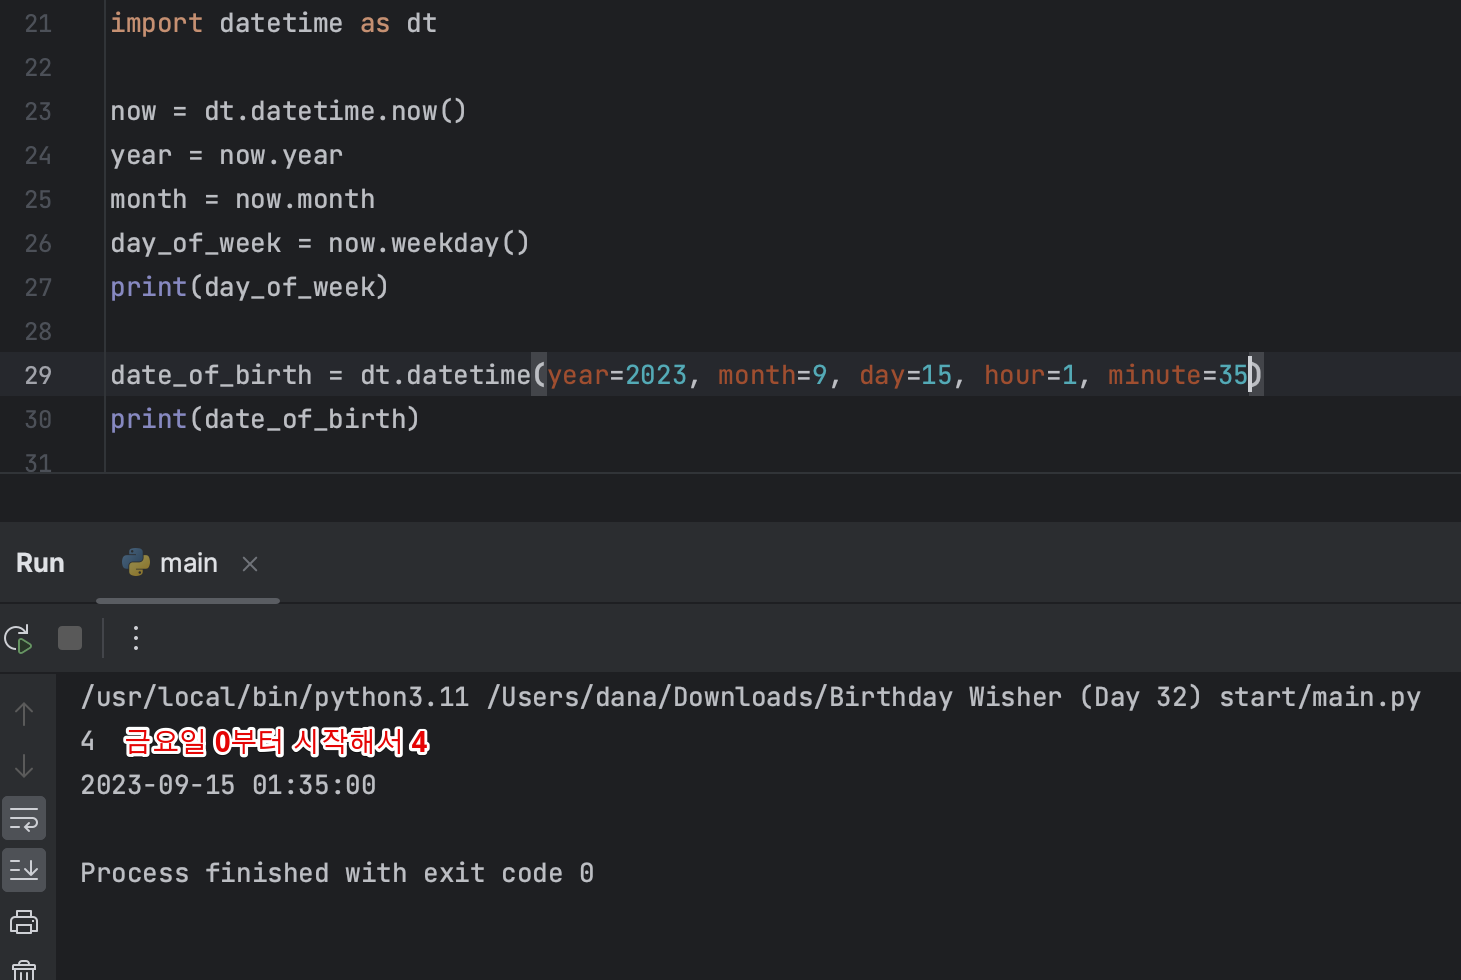 21 import datetime as dt
22
23 now = dt.datetime.now()
24 year = now.year
25 month = now.month
26 day_of_week = now.weekday()
27 print(day_of_week)
28
29 date_of_birth = dt.datetime(year=2023, month=9, day=15, hour=1, minute=35)
30 print(date_of_birth)
31
Run main
/usr/local/bin/python3.11 /Users/dana/Downloads/Birthday Wisher (Day 32) start/main.py
4 금요일 0부터 시작해서 4
2023-09-15 01:35:00
Process finished with exit code 0